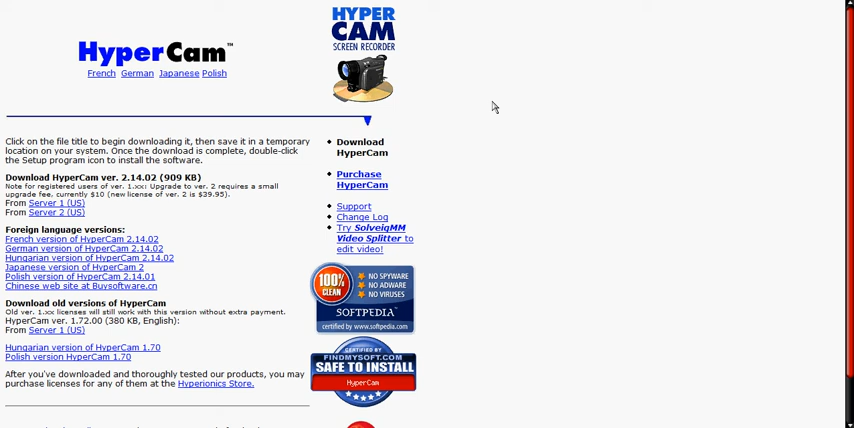 HYPER
CAM
SCREEN RECORDER
HyperCam™
French German Japanese Polish
Click on the file title to begin downloading it, then save it in a temporary
location on your system. Once the download is complete, double-click
the Setup program icon to install the software.
Download HyperCam ver. 2.14.02 (909 KB)
Note for registered users of ver. 1.xx: Upgrade to ver. 2 requires a small
upgrade fee, currently $10 (new license of ver. 2 is $39.95).
From Server 1 (US)
From Server 2 (US)
Foreign language versions:
French version of HyperCam 2.14.02
German version of HyperCam 2.14.02
Hungarian version of HyperCam 2.14.02
Japanese version of HyperCam 2
Polish version of HyperCam 2.14.01
Chinese web site at Buysoftware.cn
Download old versions of HyperCam
Old ver. 1.xx licenses will still work with this version without extra payment.
HyperCam ver. 1.72.00 (380 KB, English):
From Server 1 (US)
Hungarian version of HyperCam 1.70
Polish version HyperCam 1.70
After you've downloaded and thoroughly tested our products, you may
purchase licenses for any of them at the Hyperionics Store.
Download
HyperCam
Purchase
HyperCam
Support
Change Log
Try SolveigMM
Video Splitter to
edit video!
100%
CLEAN
NO SPYWARE
NO ADWARE
NO VIRUSES
SOFTPEDIA
certified by www.softpedia.com
CERTIFIED BY
FINDMYSOFT.COM
SAFE TO INSTALL
HyperCam